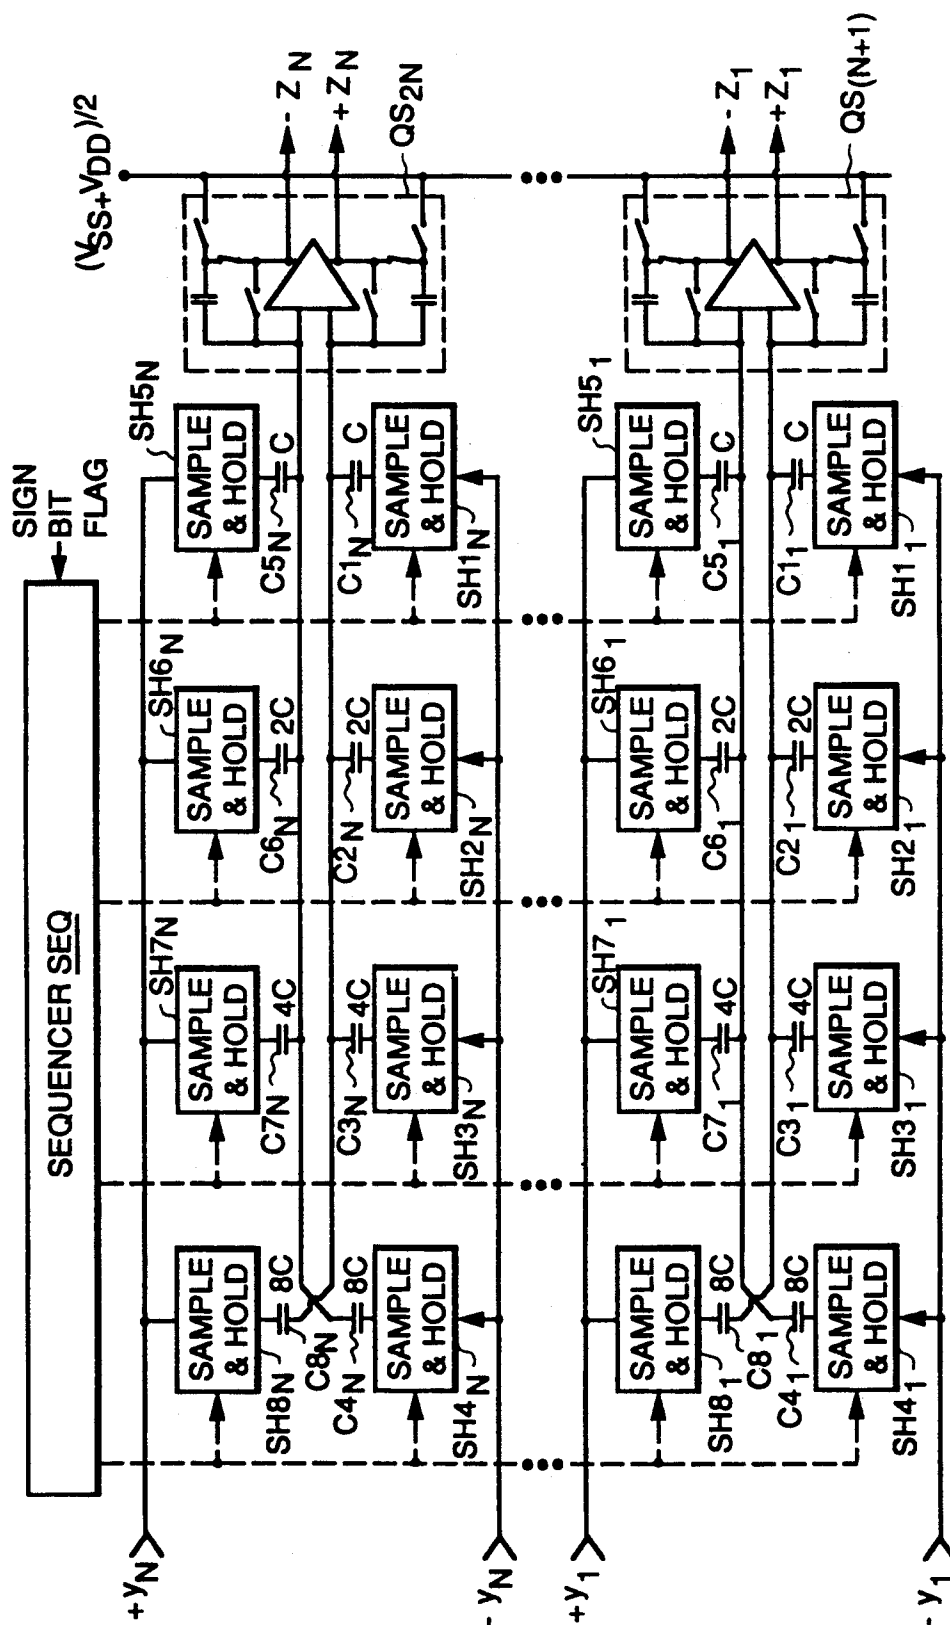 SIGN
BIT
FLAG
SEQUENCER SEQ
(VSS+VDD)/2
+ yN
- yN
SH8N
SAMPLE
& HOLD
SH7N
SAMPLE
& HOLD
SH6N
SAMPLE
& HOLD
SH5N
SAMPLE
& HOLD
C8N 8C
C7N 4C
C6N 2C
C5N C
C4N 8C
C3N 4C
C2N 2C
C1N C
SH4N
SAMPLE
& HOLD
SH3N
SAMPLE
& HOLD
SH2N
SAMPLE
& HOLD
SH1N
SAMPLE
& HOLD
- ZN
+ ZN
QS2N
+ y1
- y1
SH81
SAMPLE
& HOLD
SH71
SAMPLE
& HOLD
SH61
SAMPLE
& HOLD
SH51
SAMPLE
& HOLD
C81 8C
C71 4C
C61 2C
C51 C
C41 8C
C31 4C
C21 2C
C11 C
SH41
SAMPLE
& HOLD
SH31
SAMPLE
& HOLD
SH21
SAMPLE
& HOLD
SH11
SAMPLE
& HOLD
- Z1
+ Z1
QS(N+1)